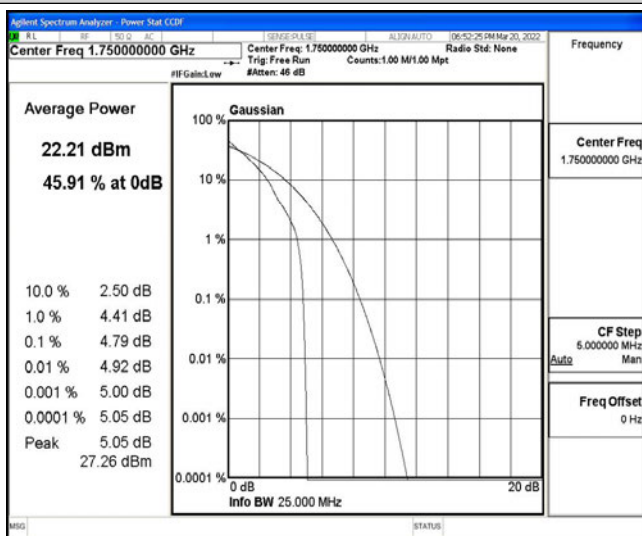 Agilent Spectrum Analyzer - Power Stat CCDF
RL RF 50 Ω AC SENSE:PULSE ALIGN AUTO 06:52:25 PM Mar 20, 2022
Center Freq 1.750000000 GHz
Center Freq: 1.750000000 GHz Radio Std: None
Trig: Free Run Counts:1.00 M/1.00 Mpt
#IFGain:Low #Atten: 46 dB
Frequency
Average Power
22.21 dBm
45.91 % at 0dB
10.0 % 2.50 dB
1.0 % 4.41 dB
0.1 % 4.79 dB
0.01 % 4.92 dB
0.001 % 5.00 dB
0.0001 % 5.05 dB
Peak 5.05 dB
27.26 dBm
Gaussian
100 %
10 %
1 %
0.1 %
0.01 %
0.001 %
0.0001 %
0 dB 20 dB
Info BW 25.000 MHz
Center Freq
1.750000000 GHz
CF Step
5.000000 MHz
Auto Man
Freq Offset
0 Hz
MSG STATUS